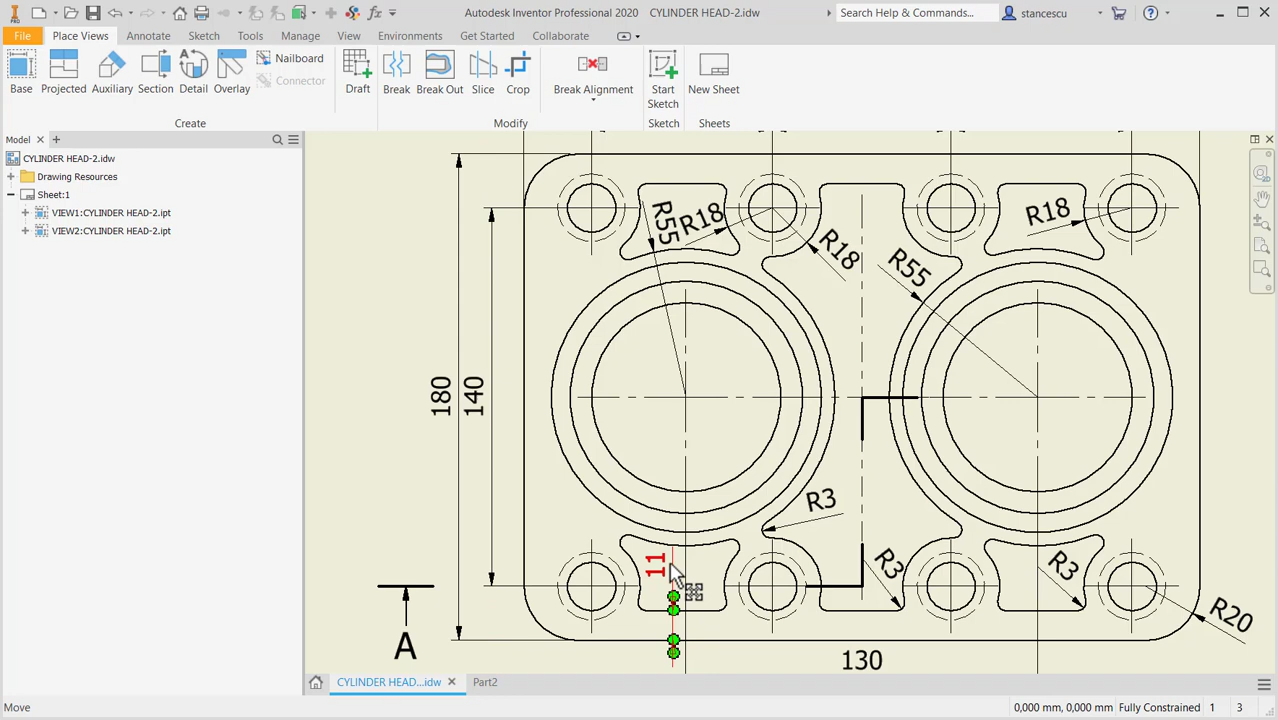 PRO
fx
Autodesk Inventor Professional 2020 CYLINDER HEAD-2.idw
Search Help & Commands...
stancescu
File Place Views Annotate Sketch Tools Manage View Environments Get Started Collaborate
Base Projected Auxiliary Section Detail Overlay
Nailboard
Connector
Draft
Break Break Out Slice Crop
Break Alignment
Start Sketch
New Sheet
Create
Modify
Sketch
Sheets
Model
CYLINDER HEAD-2.idw
Drawing Resources
Sheet:1
VIEW1:CYLINDER HEAD-2.ipt
VIEW2:CYLINDER HEAD-2.ipt
R55
R18
R18
R55
R18
180
140
R3
11
R3
R3
R20
A
130
CYLINDER HEAD...idw
Part2
Move
0,000 mm, 0,000 mm
Fully Constrained
1
3